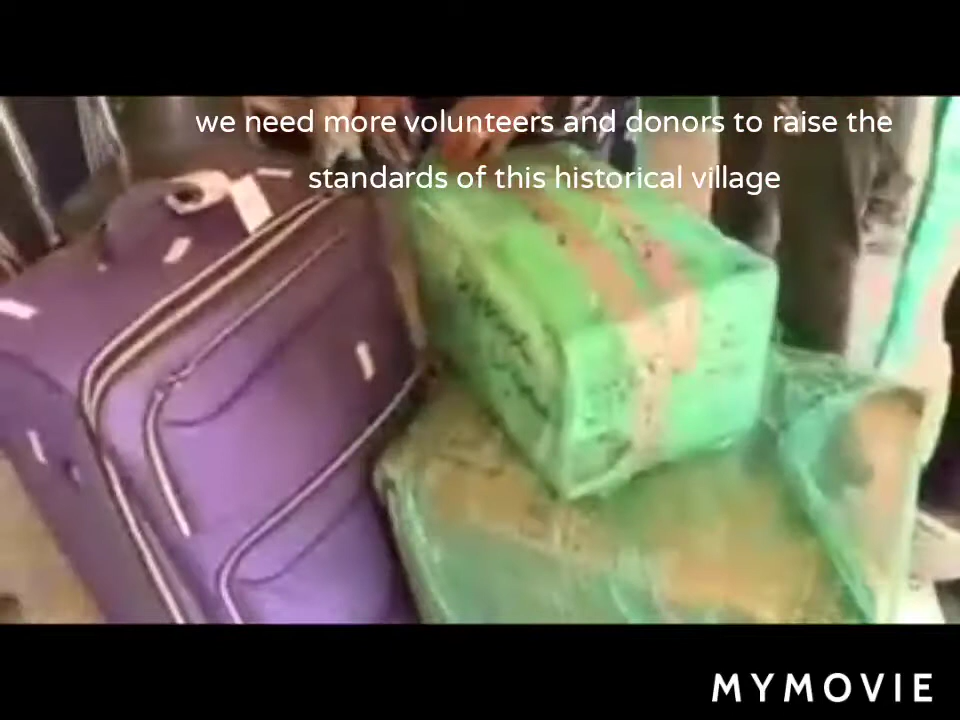 we need more volunteers and donors to raise the
standards of this historical village
MYMOVIE